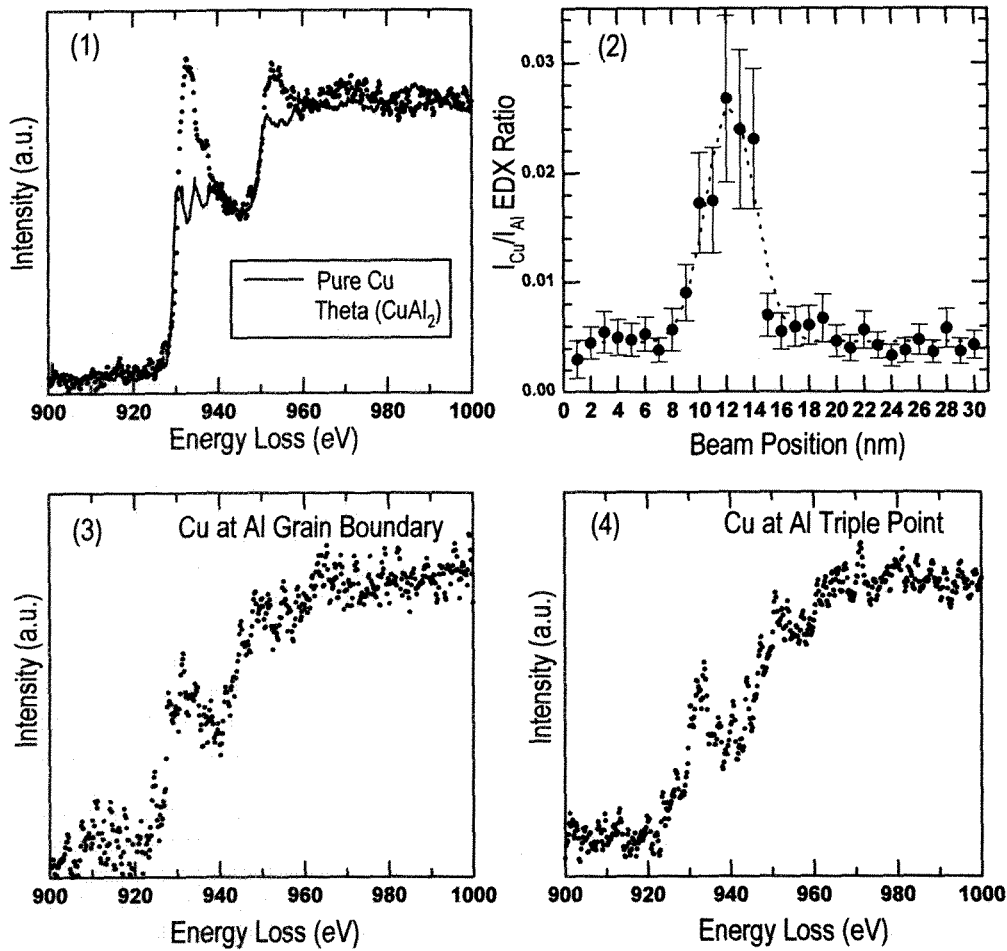 (1)
Intensity (a.u.)
Pure Cu
Theta (CuAl₂)
900 920 940 960 980 1000
Energy Loss (eV)
(2)
I_Cu/I_Al EDX Ratio
0.03
0.02
0.01
0.00
0 2 4 6 8 10 12 14 16 18 20 22 24 26 28 30
Beam Position (nm)
(3) Cu at Al Grain Boundary
Intensity (a.u.)
900 920 940 960 980 1000
Energy Loss (eV)
(4) Cu at Al Triple Point
Intensity (a.u.)
900 920 940 960 980 1000
Energy Loss (eV)